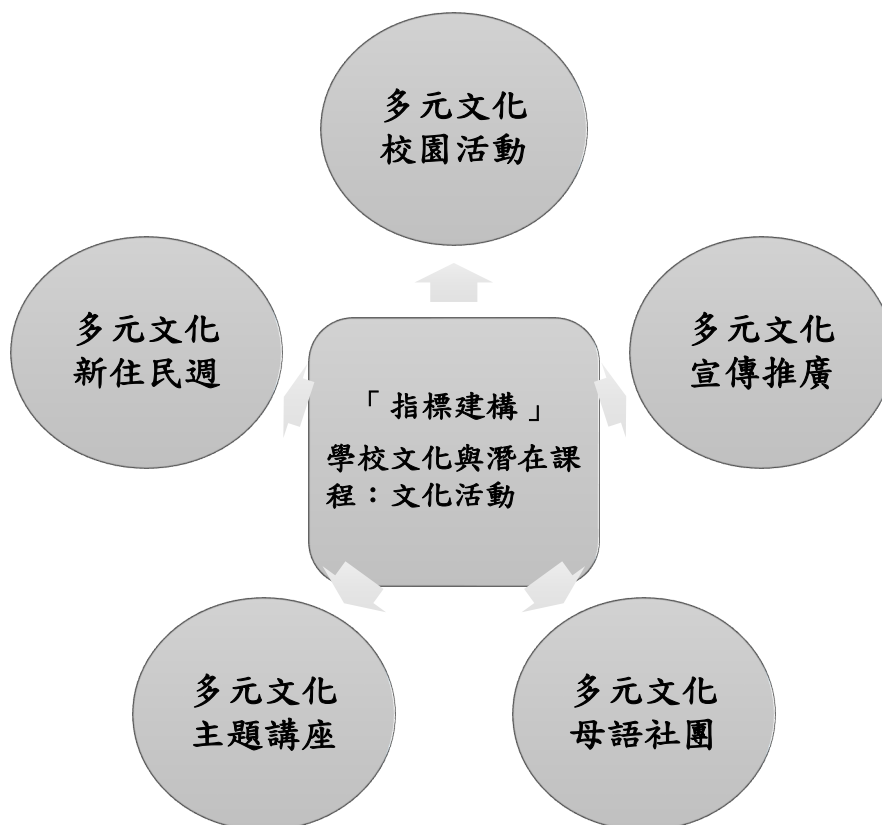 多元文化
校園活動
多元文化
新住民週
多元文化
宣傳推廣
「 指標建構 」
學校文化與潛在課
程：文化活動
多元文化
主題講座
多元文化
母語社團